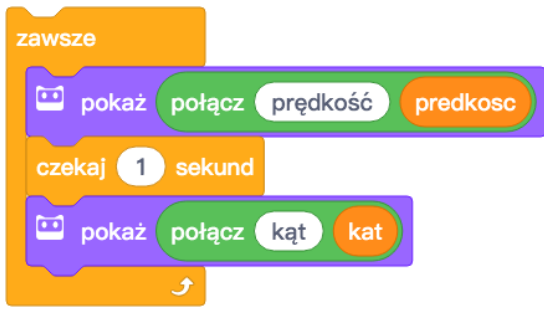 zawsze
pokaż połącz prędkość predkosc
czekaj 1 sekund
pokaż połącz kąt kat